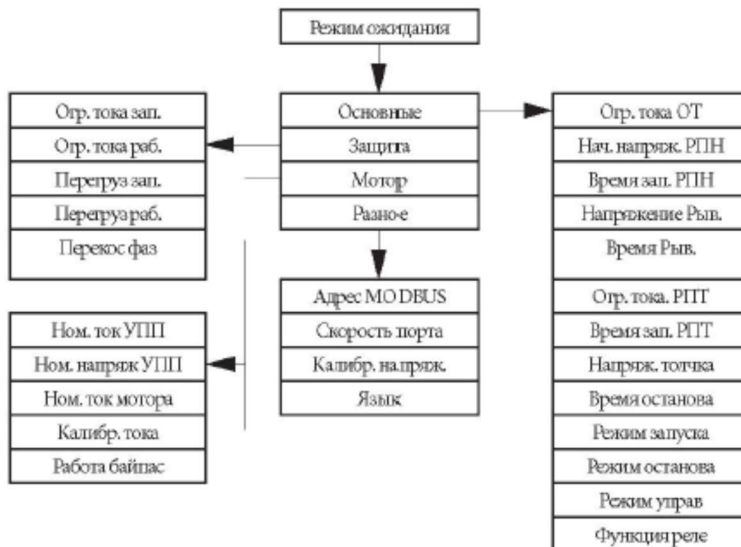 Режим ожидания
Основные
Защита
Мотор
Разное
Огр. тока зап.
Огр. тока раб.
Перегруз зап.
Перегруз раб.
Перекос фаз
Ном. ток УПП
Ном. напряж УПП
Ном. ток мотора
Калибр. тока
Работа байпас
Адрес MODBUS
Скорость порта
Калибр. напряж.
Язык
Огр. тока ОТ
Нач. напряж. РПН
Время зап. РПН
Напряжение Рыв.
Время Рыв.
Огр. тока. РПТ
Время зап. РПТ
Напряж. толчка
Время останова
Режим запуска
Режим останова
Режим управ
Функция реле